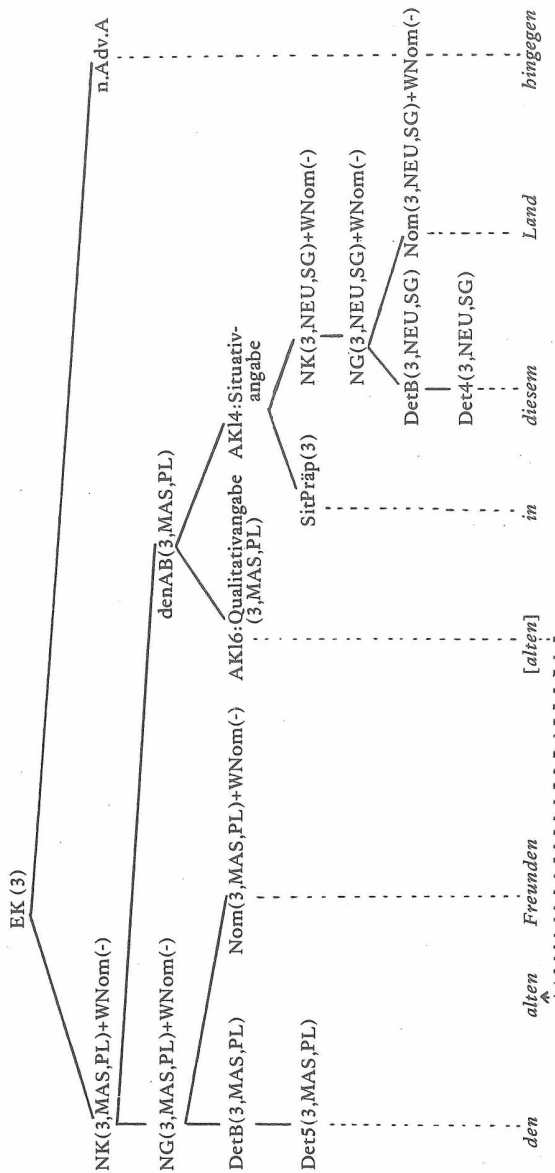 EK (3)
NK(3,MAS,PL)+WNom(-)
n.Adv.A
NG(3,MAS,PL)+WNom(-)
denAB(3,MAS,PL)
DetB(3,MAS,PL)
Nom(3,MAS,PL)+WNom(-)
AK16:Qualitativangabe
(3,MAS,PL)
AK14:Situativ-
angabe
Det5(3,MAS,PL)
SitPräp(3)
NK(3,NEU,SG)+WNom(-)
NG(3,NEU,SG)+WNom(-)
DetB(3,NEU,SG)
Nom(3,NEU,SG)+WNom(-)
Det4(3,NEU,SG)
den alten Freunden [alten] in diesem Land hingegen